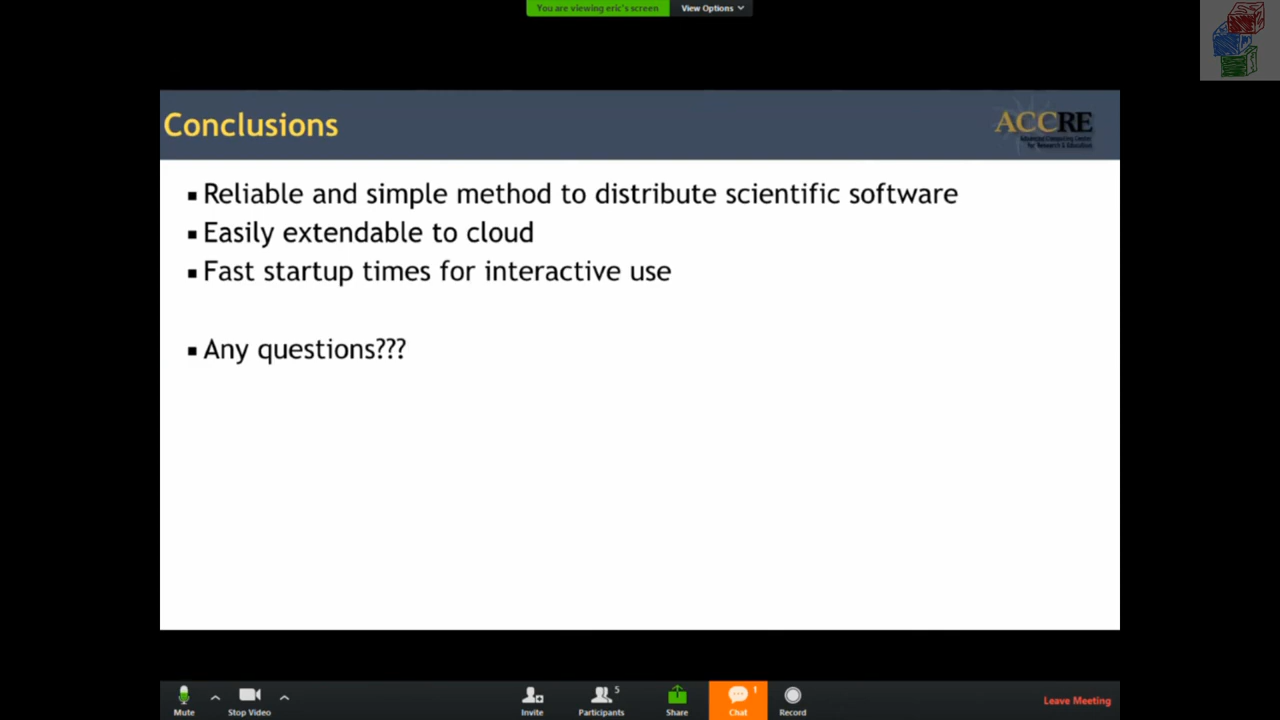 You are viewing eric's screen View Options
Conclusions
ACCRE
Advanced Computing Center
for Research & Education
▪ Reliable and simple method to distribute scientific software
▪ Easily extendable to cloud
▪ Fast startup times for interactive use
▪ Any questions???
5
1
Mute Stop Video Invite Participants Share Chat Record Leave Meeting